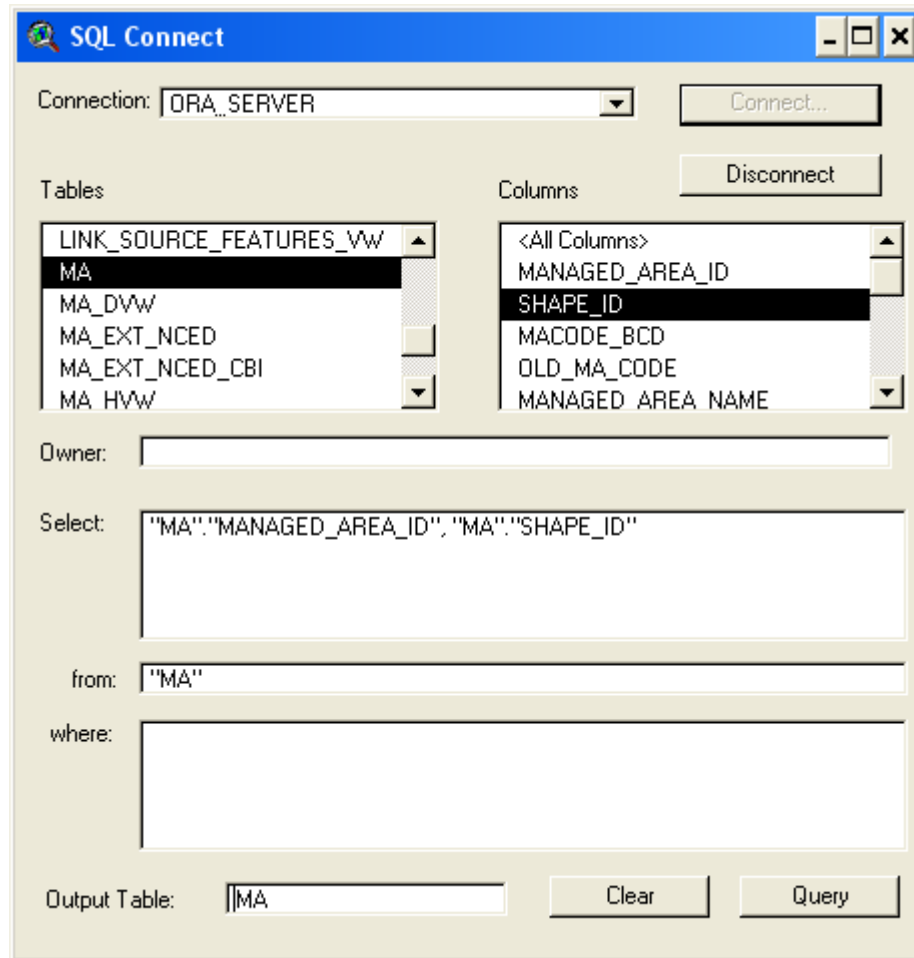 SQL Connect
Connection: ORA_SERVER
Connect...
Disconnect
Tables
Columns
LINK_SOURCE_FEATURES_VW
MA
MA_DVW
MA_EXT_NCED
MA_EXT_NCED_CBI
MA_HVW
<All Columns>
MANAGED_AREA_ID
SHAPE_ID
MACODE_BCD
OLD_MA_CODE
MANAGED_AREA_NAME
Owner:
Select: "MA"."MANAGED_AREA_ID", "MA"."SHAPE_ID"
from: "MA"
where:
Output Table: MA
Clear
Query